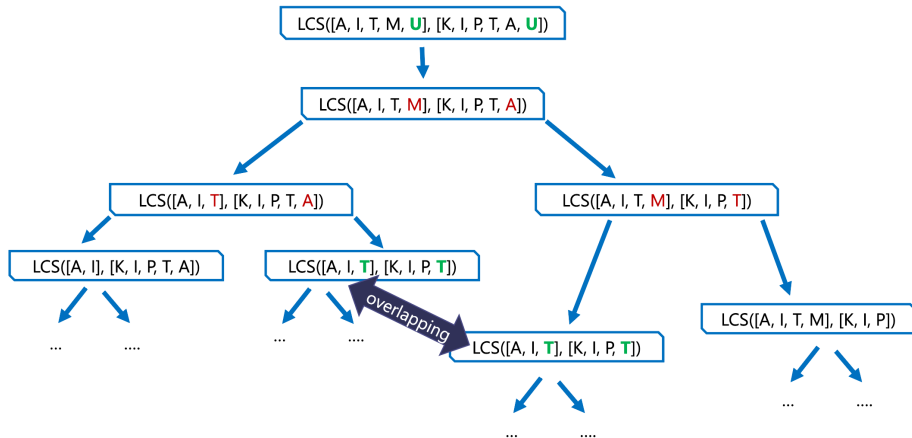 LCS([A, I, T, M, U], [K, I, P, T, A, U])
LCS([A, I, T, M], [K, I, P, T, A])
LCS([A, I, T], [K, I, P, T, A])
LCS([A, I, T, M], [K, I, P, T])
LCS([A, I], [K, I, P, T, A])
LCS([A, I, T], [K, I, P, T])
overlapping
LCS([A, I, T, M], [K, I, P])
LCS([A, I, T], [K, I, P, T])
...
....
...
....
...
....
...
....